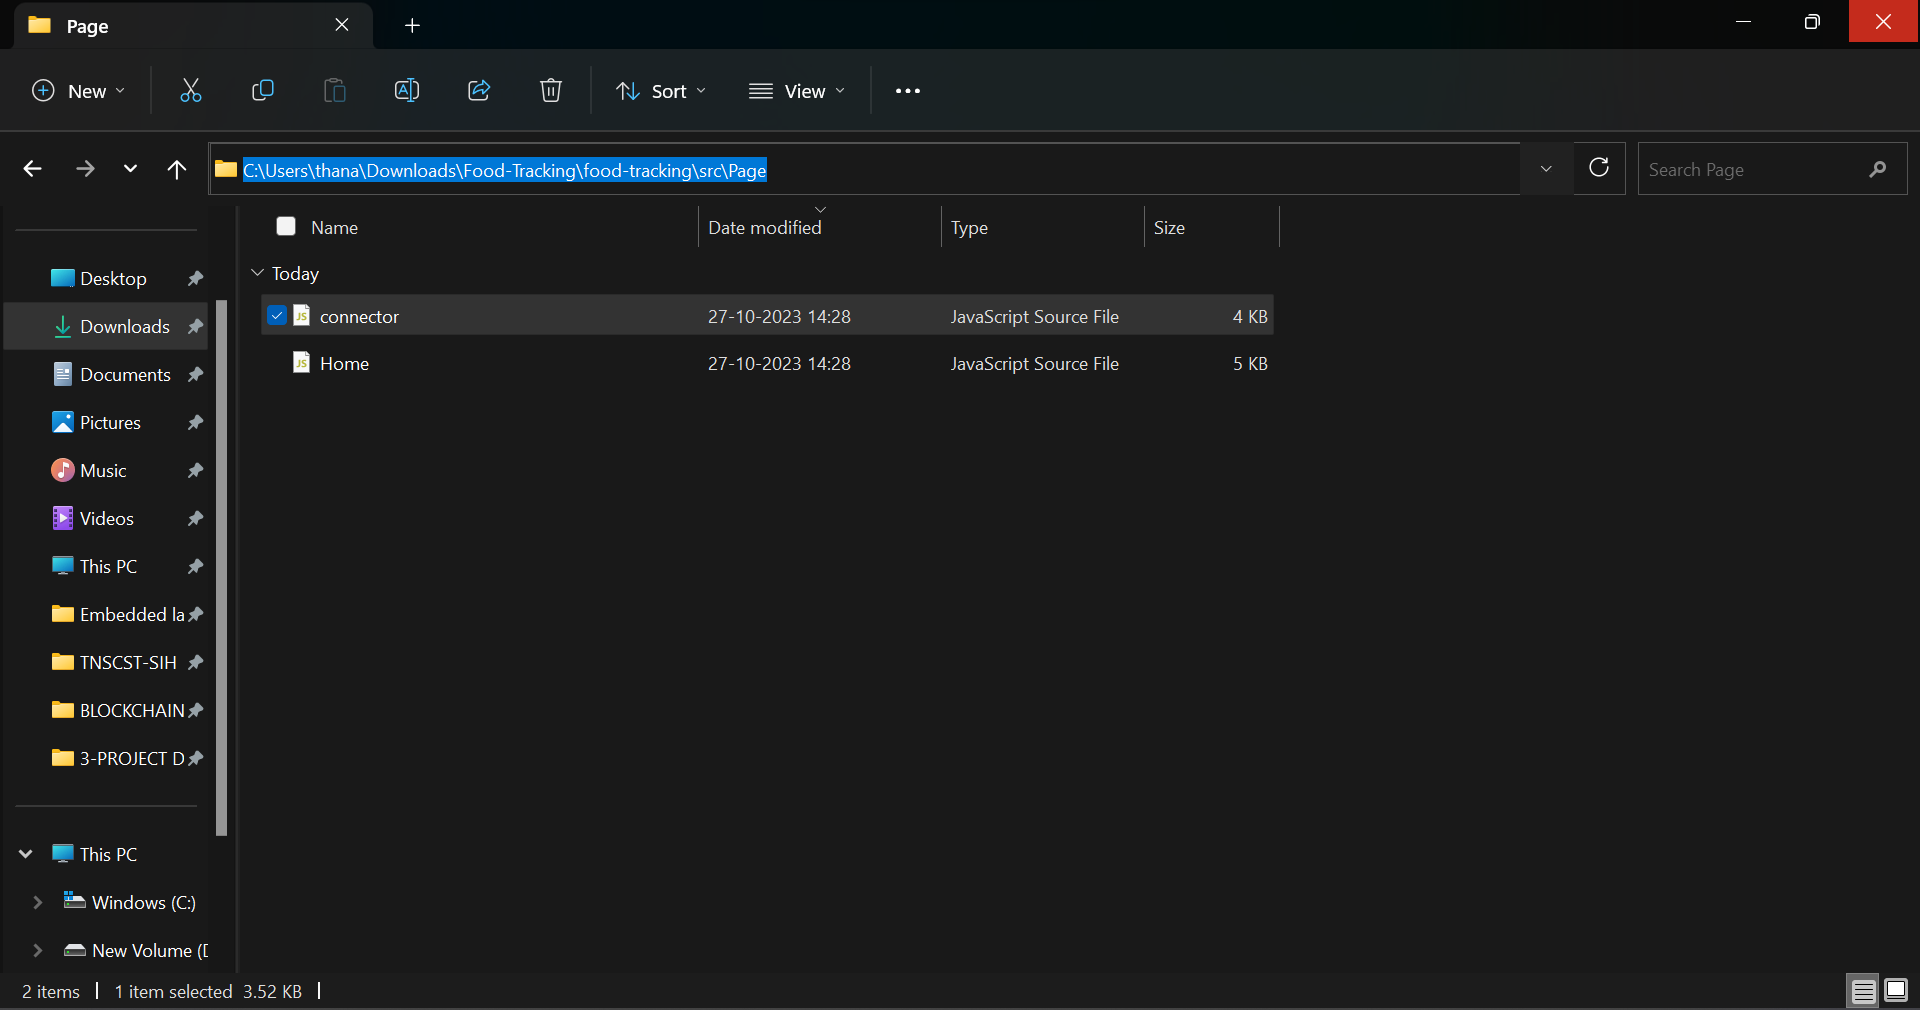 Page
New
Sort
View
C:\Users\thana\Downloads\Food-Tracking\food-tracking\src\Page
Search Page
Name Date modified Type Size
Today
JS connector 27-10-2023 14:28 JavaScript Source File 4 KB
JS Home 27-10-2023 14:28 JavaScript Source File 5 KB
Desktop
Downloads
Documents
Pictures
Music
Videos
This PC
Embedded la
TNSCST-SIH
BLOCKCHAIN
3-PROJECT D
This PC
Windows (C:)
New Volume (D
2 items 1 item selected 3.52 KB